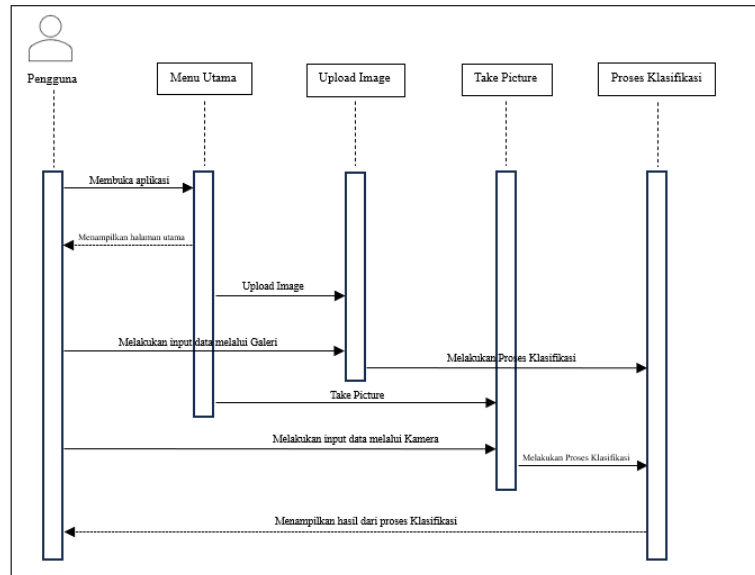 Pengguna
Menu Utama
Upload Image
Take Picture
Proses Klasifikasi
Membuka aplikasi
Menampilkan halaman utama
Upload Image
Melakukan input data melalui Galeri
Melakukan Proses Klasifikasi
Take Picture
Melakukan input data melalui Kamera
Melakukan Proses Klasifikasi
Menampilkan hasil dari proses Klasifikasi